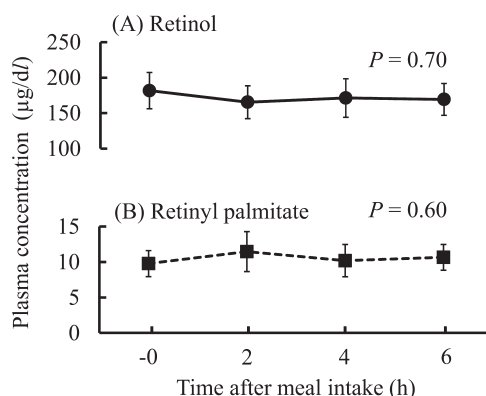 (A) Retinol
P = 0.70
250
200
150
100
Plasma concentration (μg/dl)
(B) Retinyl palmitate
P = 0.60
15
10
5
0
-0
2
4
6
Time after meal intake (h)